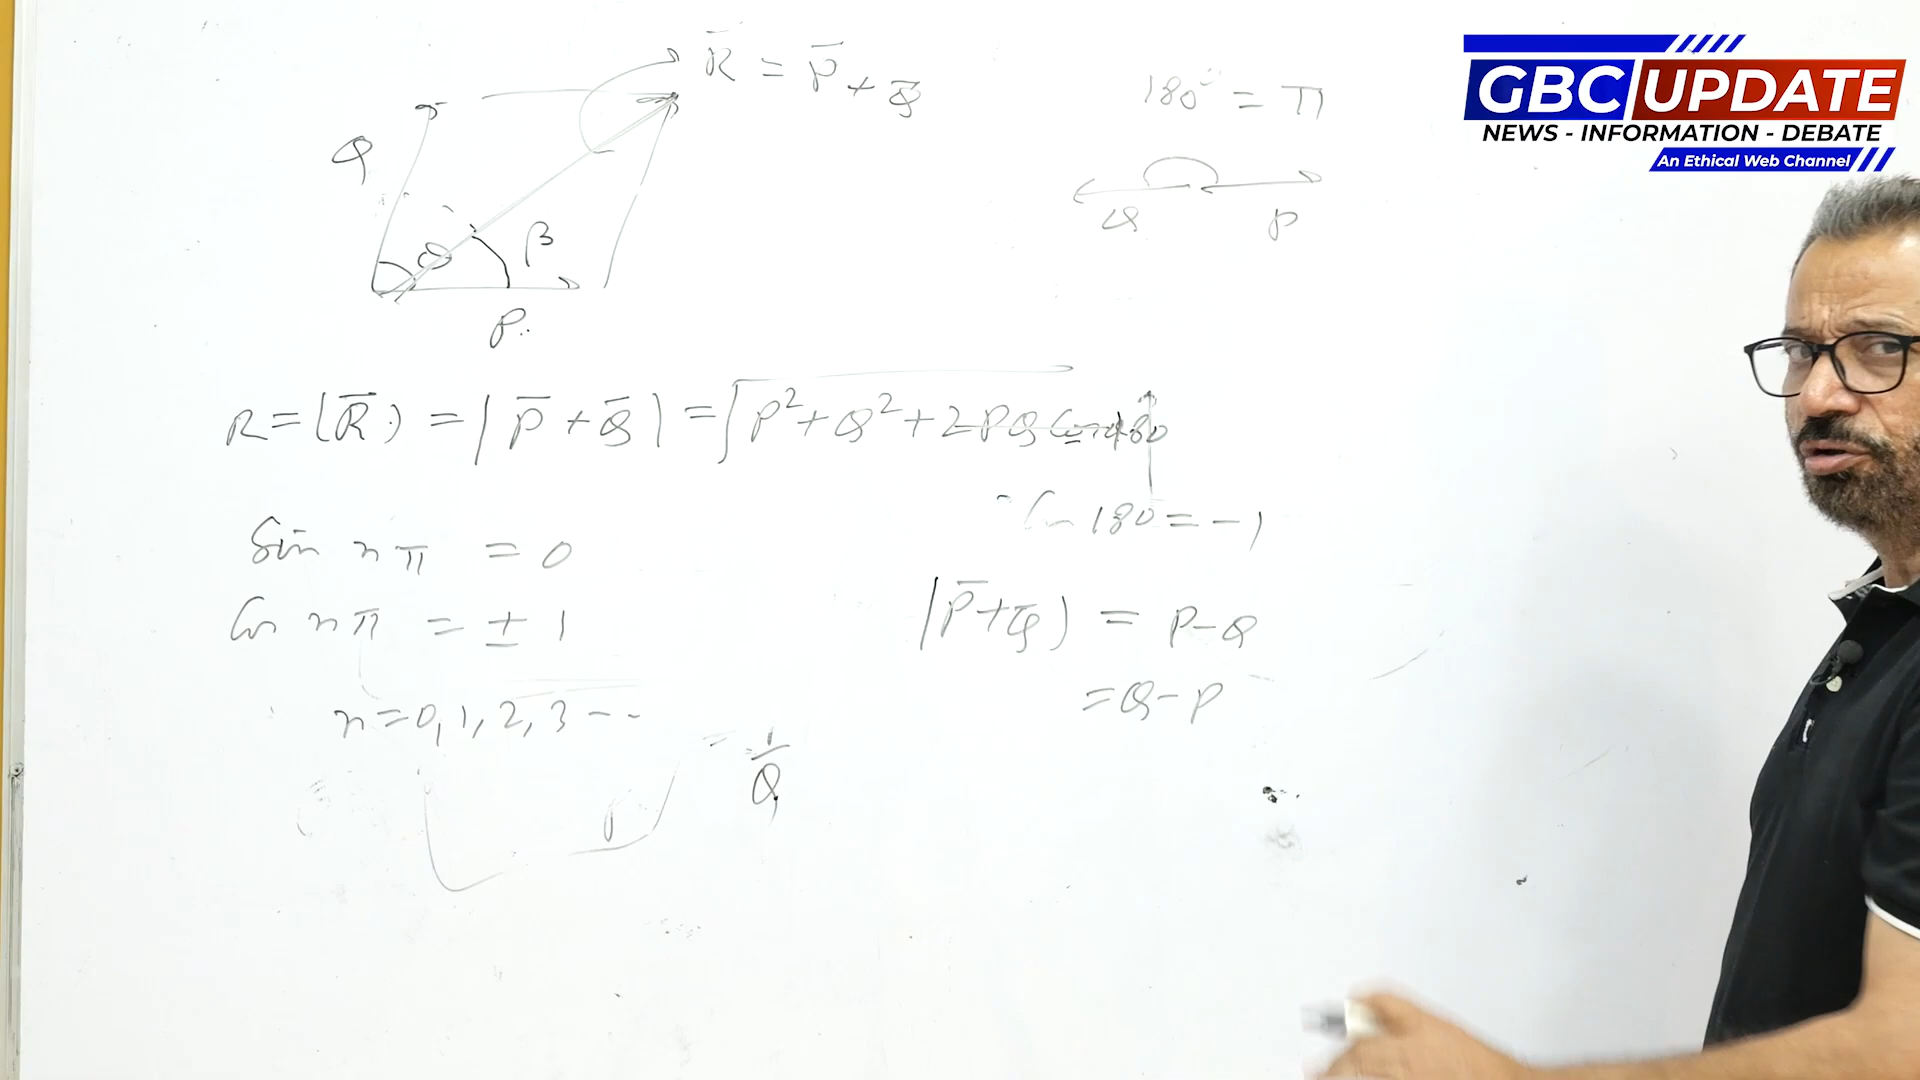 R̄ = P̄ + Q̄
180° = π
GBC UPDATE
NEWS - INFORMATION - DEBATE
An Ethical Web Channel
Q
θ
β
P
Q
P
R = |R̄| = |P̄ + Q̄| = √P² + Q² + 2PQ Cos 180
Cos 180 = -1
Sin nπ = 0
Cos nπ = ± 1
n = 0, 1, 2, 3 - -
|P̄ + Q̄| = P - Q
= Q - P
= 1/Q